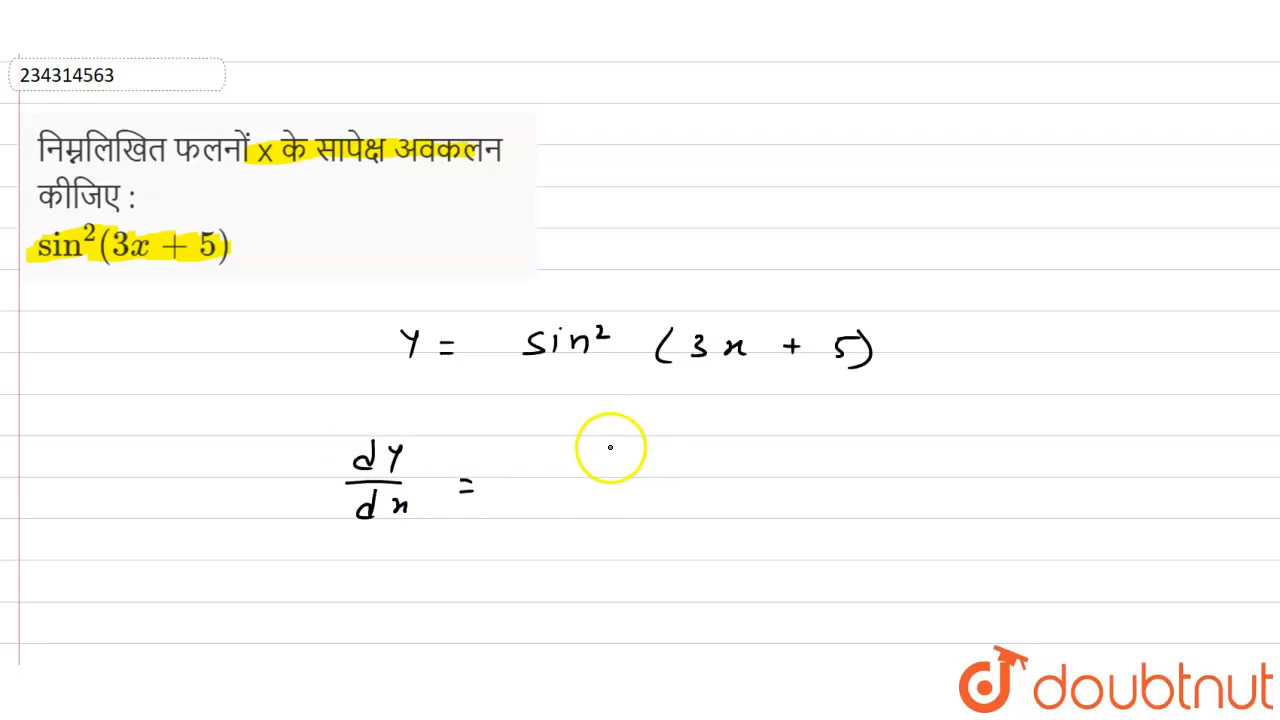 234314563
निम्नलिखित फलनों x के सापेक्ष अवकलन
कीजिए :
sin²(3x + 5)
Y = sin² (3x + 5)
dY/dx =
doubtnut